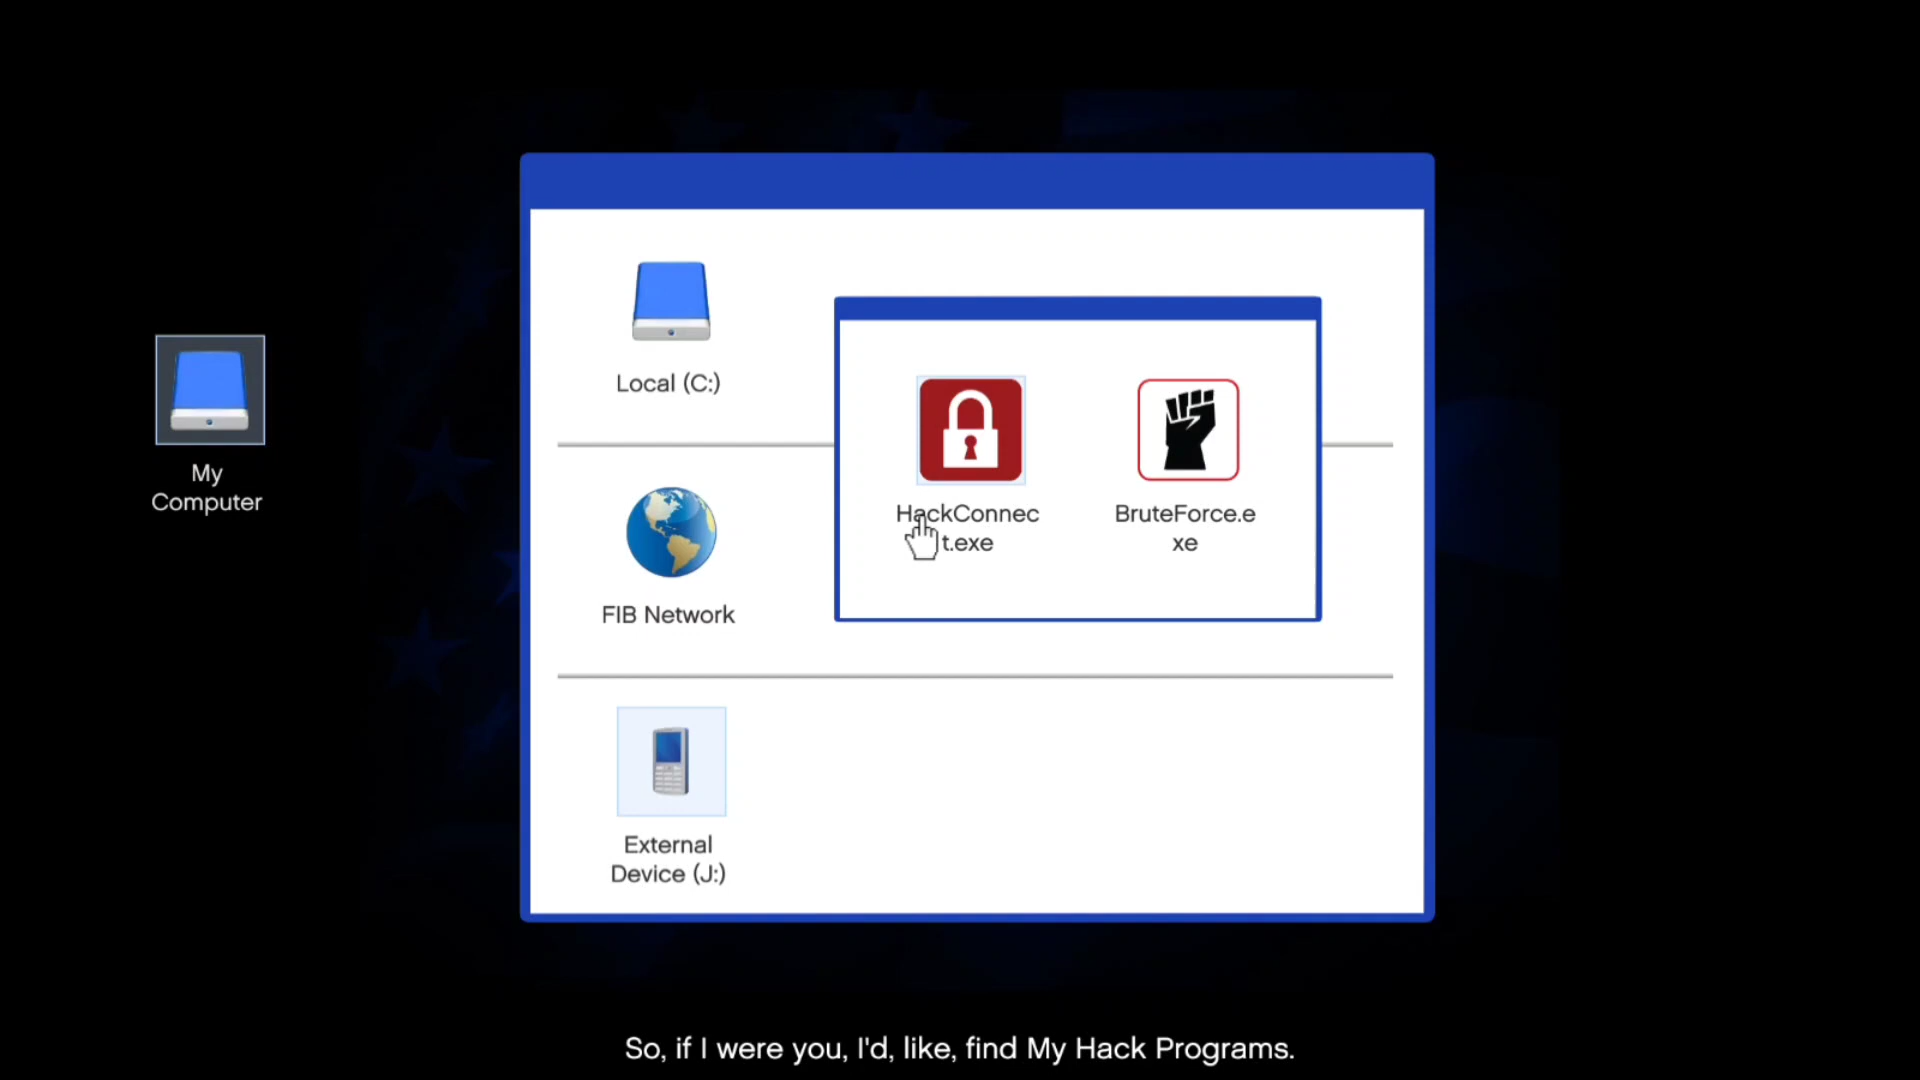 My
Computer
Local (C:)
FIB Network
External
Device (J:)
HackConnec
t.exe
BruteForce.e
xe
So, if I were you, I'd, like, find My Hack Programs.